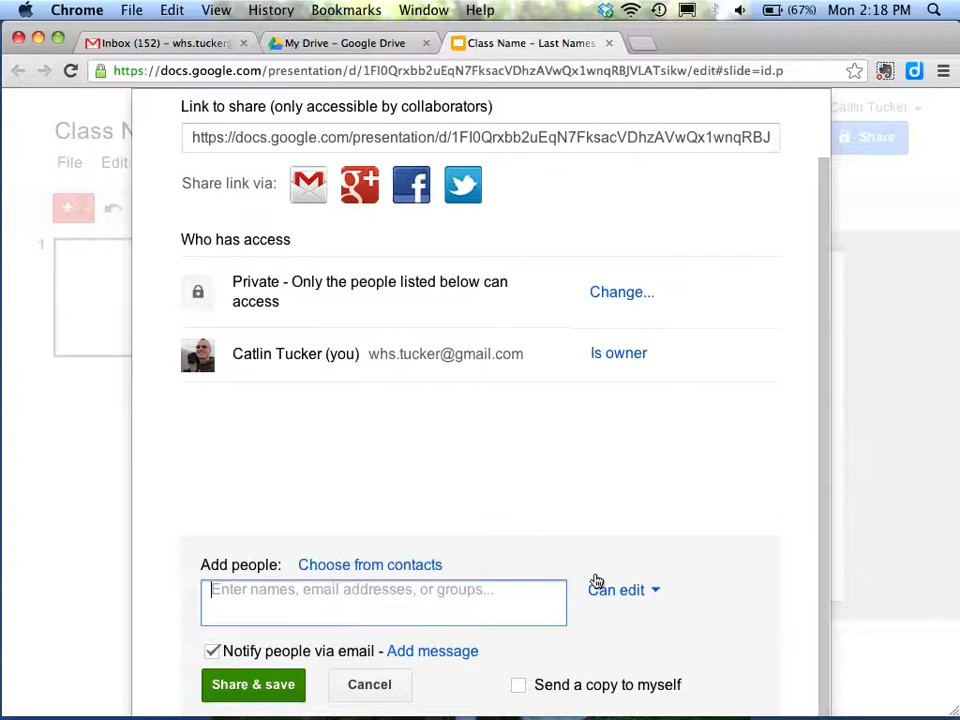 Chrome File Edit View History Bookmarks Window Help (67%) Mon 2:18 PM
Inbox (152) – whs.tucker@ My Drive – Google Drive Class Name – Last Names
https://docs.google.com/presentation/d/1Fl0Qrxbb2uEqN7FksacVDhzAVwQx1wnqRBJVLATsikw/edit#slide=id.p
Link to share (only accessible by collaborators)
Caitlin Tucker
Class N
https://docs.google.com/presentation/d/1Fl0Qrxbb2uEqN7FksacVDhzAVwQx1wnqRBJ
Share
File Edit
Share link via:
Who has access
1
Private - Only the people listed below can
access
Change...
Catlin Tucker (you) whs.tucker@gmail.com Is owner
Add people: Choose from contacts
Enter names, email addresses, or groups...
Can edit
Notify people via email - Add message
Share & save Cancel Send a copy to myself